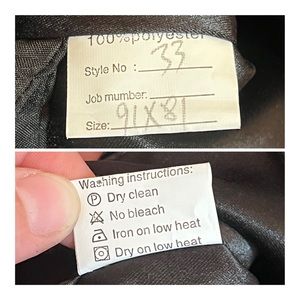 100%polyester
Style No : 33
Job mumber:
Size: 91X81
Washing instructions:
P Dry clean
No bleach
Iron on low heat
Dry on low heat